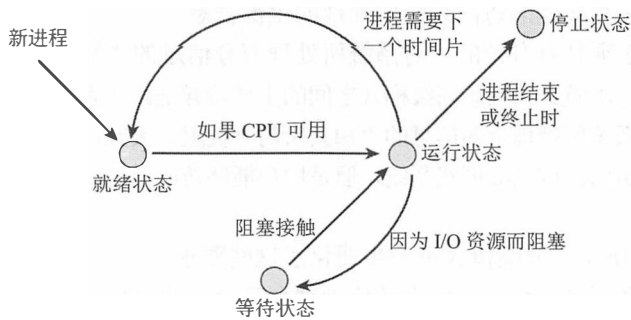 新进程
进程需要下
一个时间片
停止状态
进程结束
或终止时
如果 CPU 可用
运行状态
就绪状态
阻塞接触
因为 I/O 资源而阻塞
等待状态